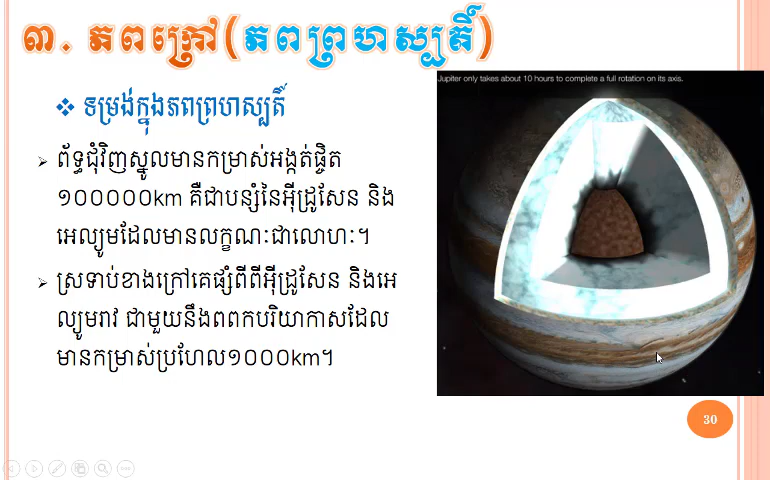 ៣. ភពក្រៅ(ភពព្រហស្បតិ៍)
ទម្រង់ក្នុងភពព្រហស្បតិ៍
Jupiter only takes about 10 hours to complete a full rotation on its axis.
ព័ទ្ធជុំវិញស្នូលមានកម្រាស់អង្កត់ផ្ចិត
១០០០០០km គឺជាបន្សំនៃអ៊ីដ្រូសែន និង
អេល្យូមដែលមានលក្ខណៈជាលោហៈ។
ស្រទាប់ខាងក្រៅគេផ្សំពីពីអ៊ីដ្រូសែន និងអេ
ល្យូមរាវ ជាមួយនឹងពពកបរិយាកាសដែល
មានកម្រាស់ប្រហែល១០០០km។
30